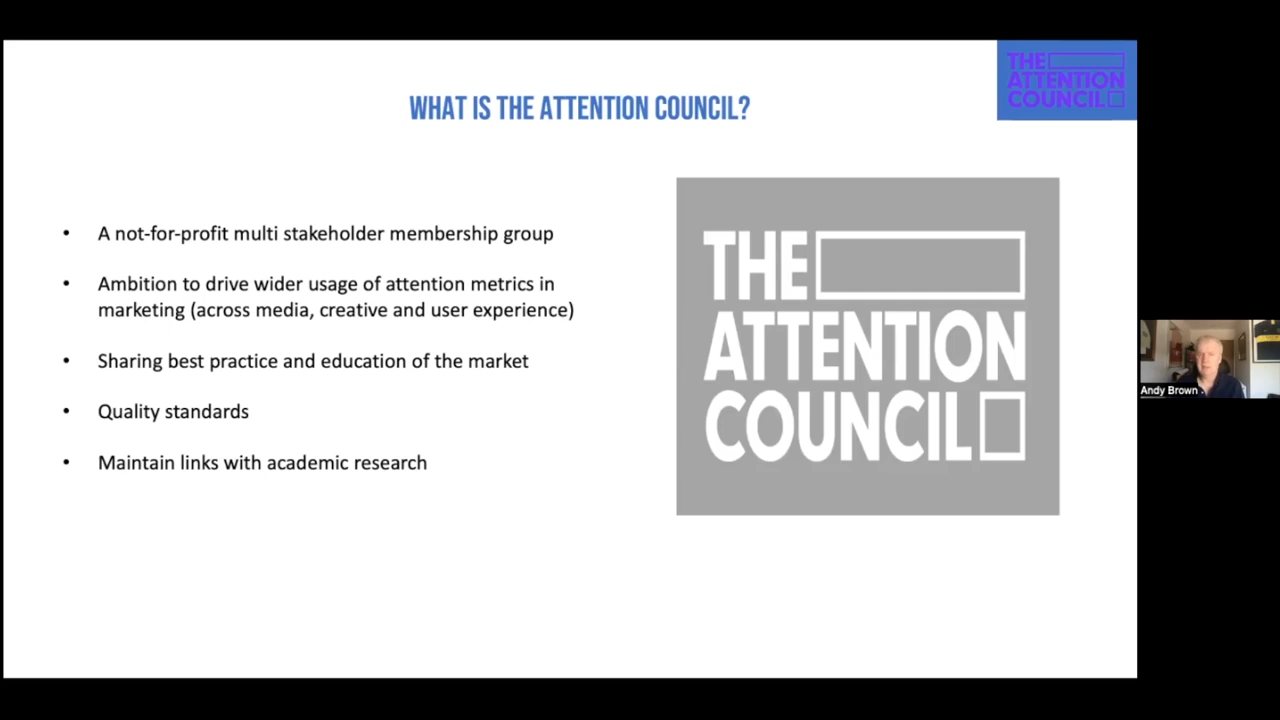 THE
ATTENTION
COUNCIL
WHAT IS THE ATTENTION COUNCIL?
• A not-for-profit multi stakeholder membership group
• Ambition to drive wider usage of attention metrics in
marketing (across media, creative and user experience)
• Sharing best practice and education of the market
• Quality standards
• Maintain links with academic research
THE
ATTENTION
COUNCIL
Andy Brown